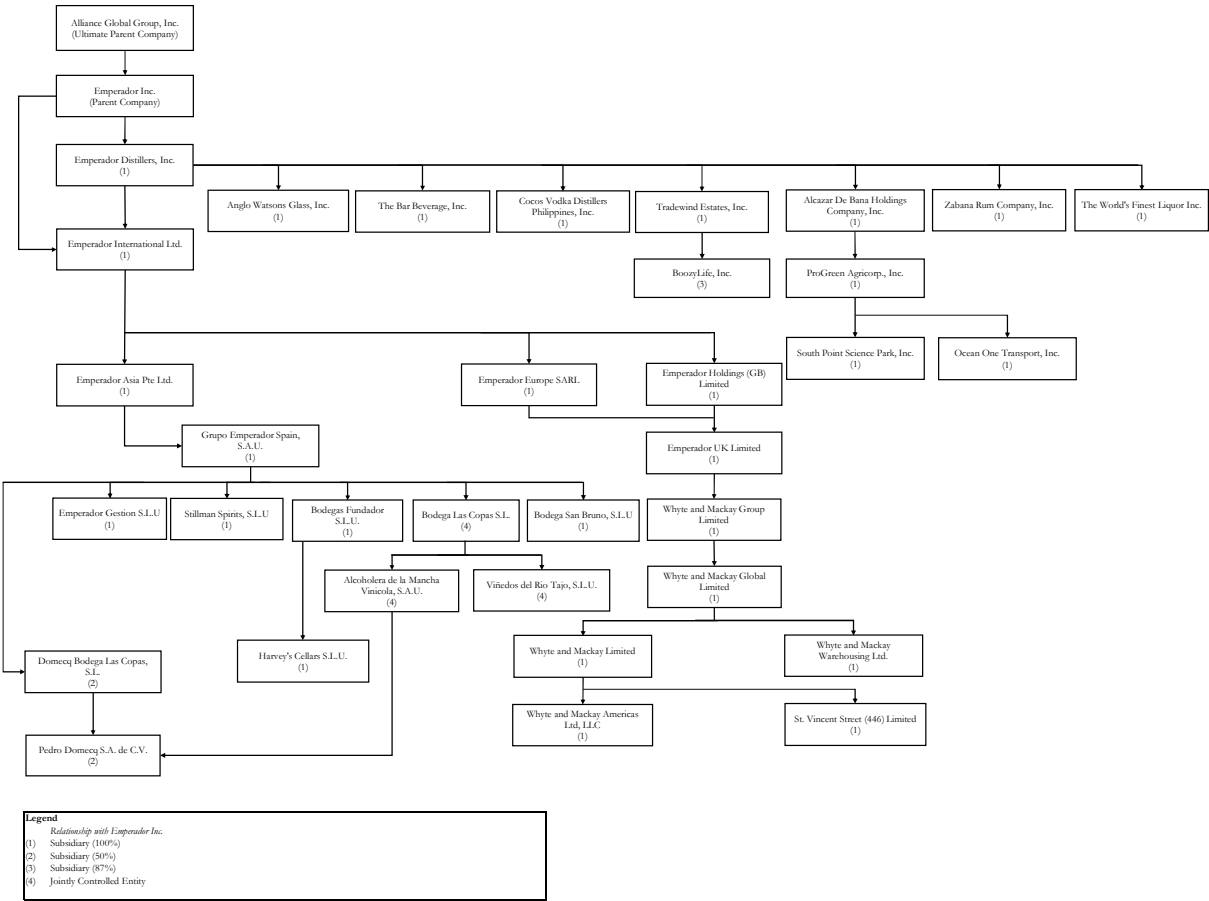 Alliance Global Group, Inc.
(Ultimate Parent Company)
Emperador Inc.
(Parent Company)
Emperador Distillers, Inc.
(1)
Anglo Watsons Glass, Inc.
(1)
The Bar Beverage, Inc.
(1)
Cocos Vodka Distillers
Philippines, Inc.
(1)
Tradewind Estates, Inc.
(1)
Alcazar De Bana Holdings
Company, Inc.
(1)
Zabana Rum Company, Inc.
(1)
The World's Finest Liquor Inc.
(1)
Emperador International Ltd.
(1)
BoozyLife, Inc.
(3)
ProGreen Agricorp., Inc.
(1)
South Point Science Park, Inc.
(1)
Ocean One Transport, Inc.
(1)
Emperador Asia Pte Ltd.
(1)
Emperador Europe SARL
(1)
Emperador Holdings (GB)
Limited
(1)
Grupo Emperador Spain,
S.A.U.
(1)
Emperador UK Limited
(1)
Emperador Gestion S.L.U
(1)
Stillman Spirits, S.L.U
(1)
Bodegas Fundador
S.L.U.
(1)
Bodega Las Copas S.L.
(4)
Bodega San Bruno, S.L.U
(1)
Whyte and Mackay Group
Limited
(1)
Alcoholera de la Mancha
Vinicola, S.A.U.
(4)
Viñedos del Rio Tajo, S.L.U.
(4)
Whyte and Mackay Global
Limited
(1)
Harvey's Cellars S.L.U.
(1)
Whyte and Mackay Limited
(1)
Whyte and Mackay
Warehousing Ltd.
(1)
Domecq Bodega Las Copas,
S.L.
(2)
Whyte and Mackay Americas
Ltd, LLC
(1)
St. Vincent Street (446) Limited
(1)
Pedro Domecq S.A. de C.V.
(2)
Legend
Relationship with Emperador Inc.
(1) Subsidiary (100%)
(2) Subsidiary (50%)
(3) Subsidiary (87%)
(4) Jointly Controlled Entity